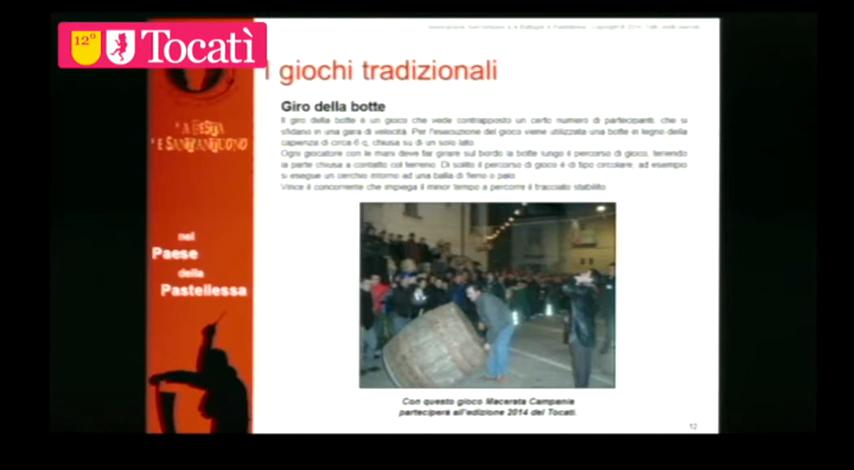 12°
Tocatì
I giochi tradizionali
'A FESTA
'E SANT'ANTUONO
nel
Paese
della
Pastellessa
Giro della botte
Il giro della botte è un gioco che vede contrapposto un certo numero di partecipanti, che si
sfidano in una gara di velocità. Per l'esecuzione del gioco viene utilizzata una botte in legno della
capienza di circa 6 q, chiusa su di un solo lato.
Ogni giocatore con le mani deve far girare sul bordo la botte lungo il percorso di gioco, tenendo
la parte chiusa a contatto col terreno. Di solito il percorso di gioco è di tipo circolare, ad esempio
si esegue un cerchio intorno ad una balla di fieno o palo.
Vince il concorrente che impiega il minor tempo a percorre il tracciato stabilito.
Con questo gioco Macerata Campania
parteciperà all'edizione 2014 del Tocatì.
12